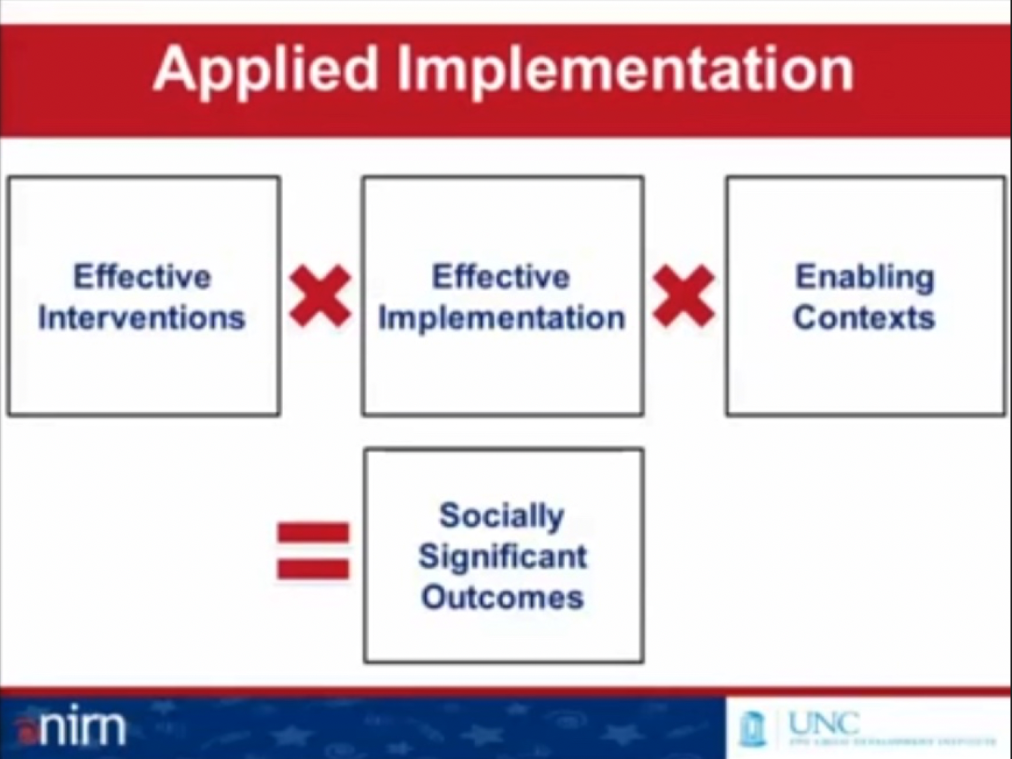 Applied Implementation
Effective
Interventions
Effective
Implementation
Enabling
Contexts
Socially
Significant
Outcomes
nirn
UNC